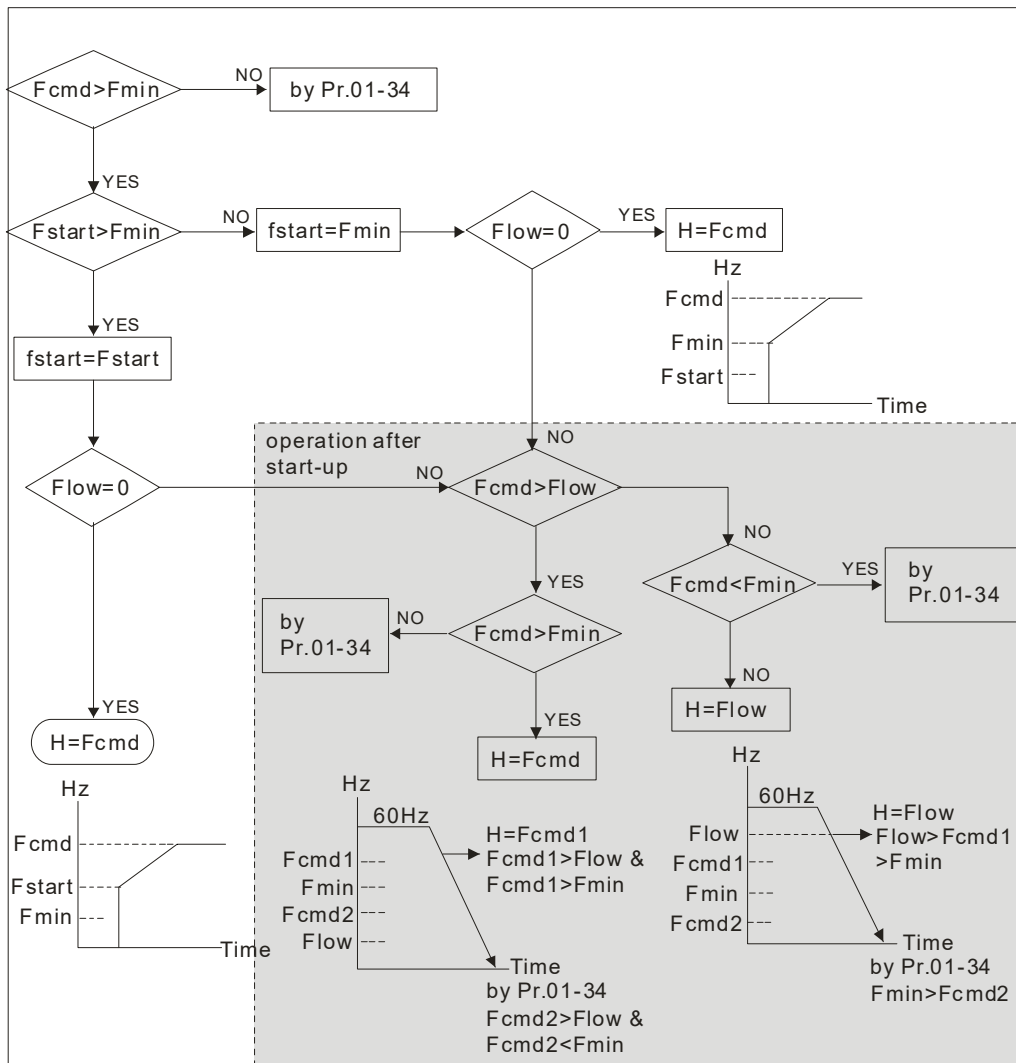 Fcmd>Fmin
NO
by Pr.01-34
YES
Fstart>Fmin
NO
fstart=Fmin
Flow=0
YES
H=Fcmd
Hz
Fcmd
Fmin
Fstart
Time
YES
fstart=Fstart
NO
operation after
start-up
Flow=0
NO
Fcmd>Flow
NO
YES
Fcmd<Fmin
YES
by
Pr.01-34
by
Pr.01-34
NO
Fcmd>Fmin
NO
H=Flow
YES
H=Fcmd
YES
H=Fcmd
Hz
Fcmd
Fstart
Fmin
Time
Hz
60Hz
H=Fcmd1
Fcmd1>Flow &
Fcmd1>Fmin
Fcmd1
Fmin
Fcmd2
Flow
Time
by Pr.01-34
Fcmd2>Flow &
Fcmd2<Fmin
Hz
60Hz
H=Flow
Flow>Fcmd1
>Fmin
Flow
Fcmd1
Fmin
Fcmd2
Time
by Pr.01-34
Fmin>Fcmd2